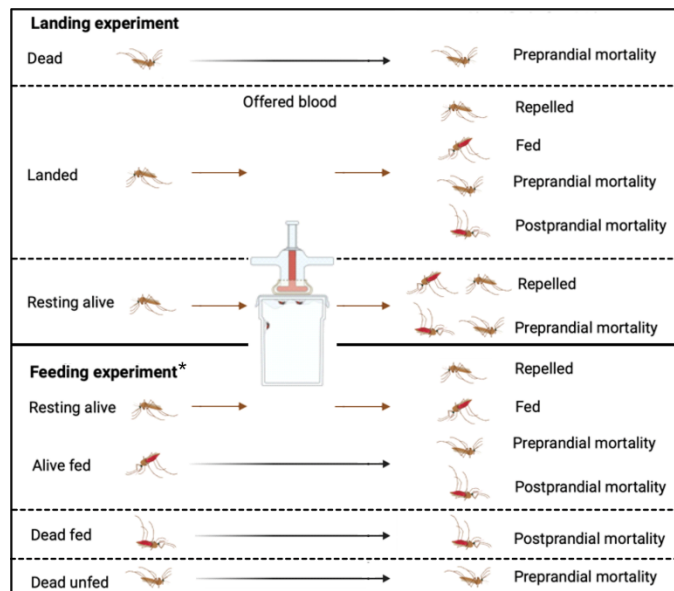 Landing experiment
Dead
Preprandial mortality
Offered blood
Repelled
Fed
Landed
Preprandial mortality
Postprandial mortality
Resting alive
Repelled
Preprandial mortality
Feeding experiment*
Repelled
Resting alive
Fed
Preprandial mortality
Alive fed
Postprandial mortality
Dead fed
Postprandial mortality
Dead unfed
Preprandial mortality